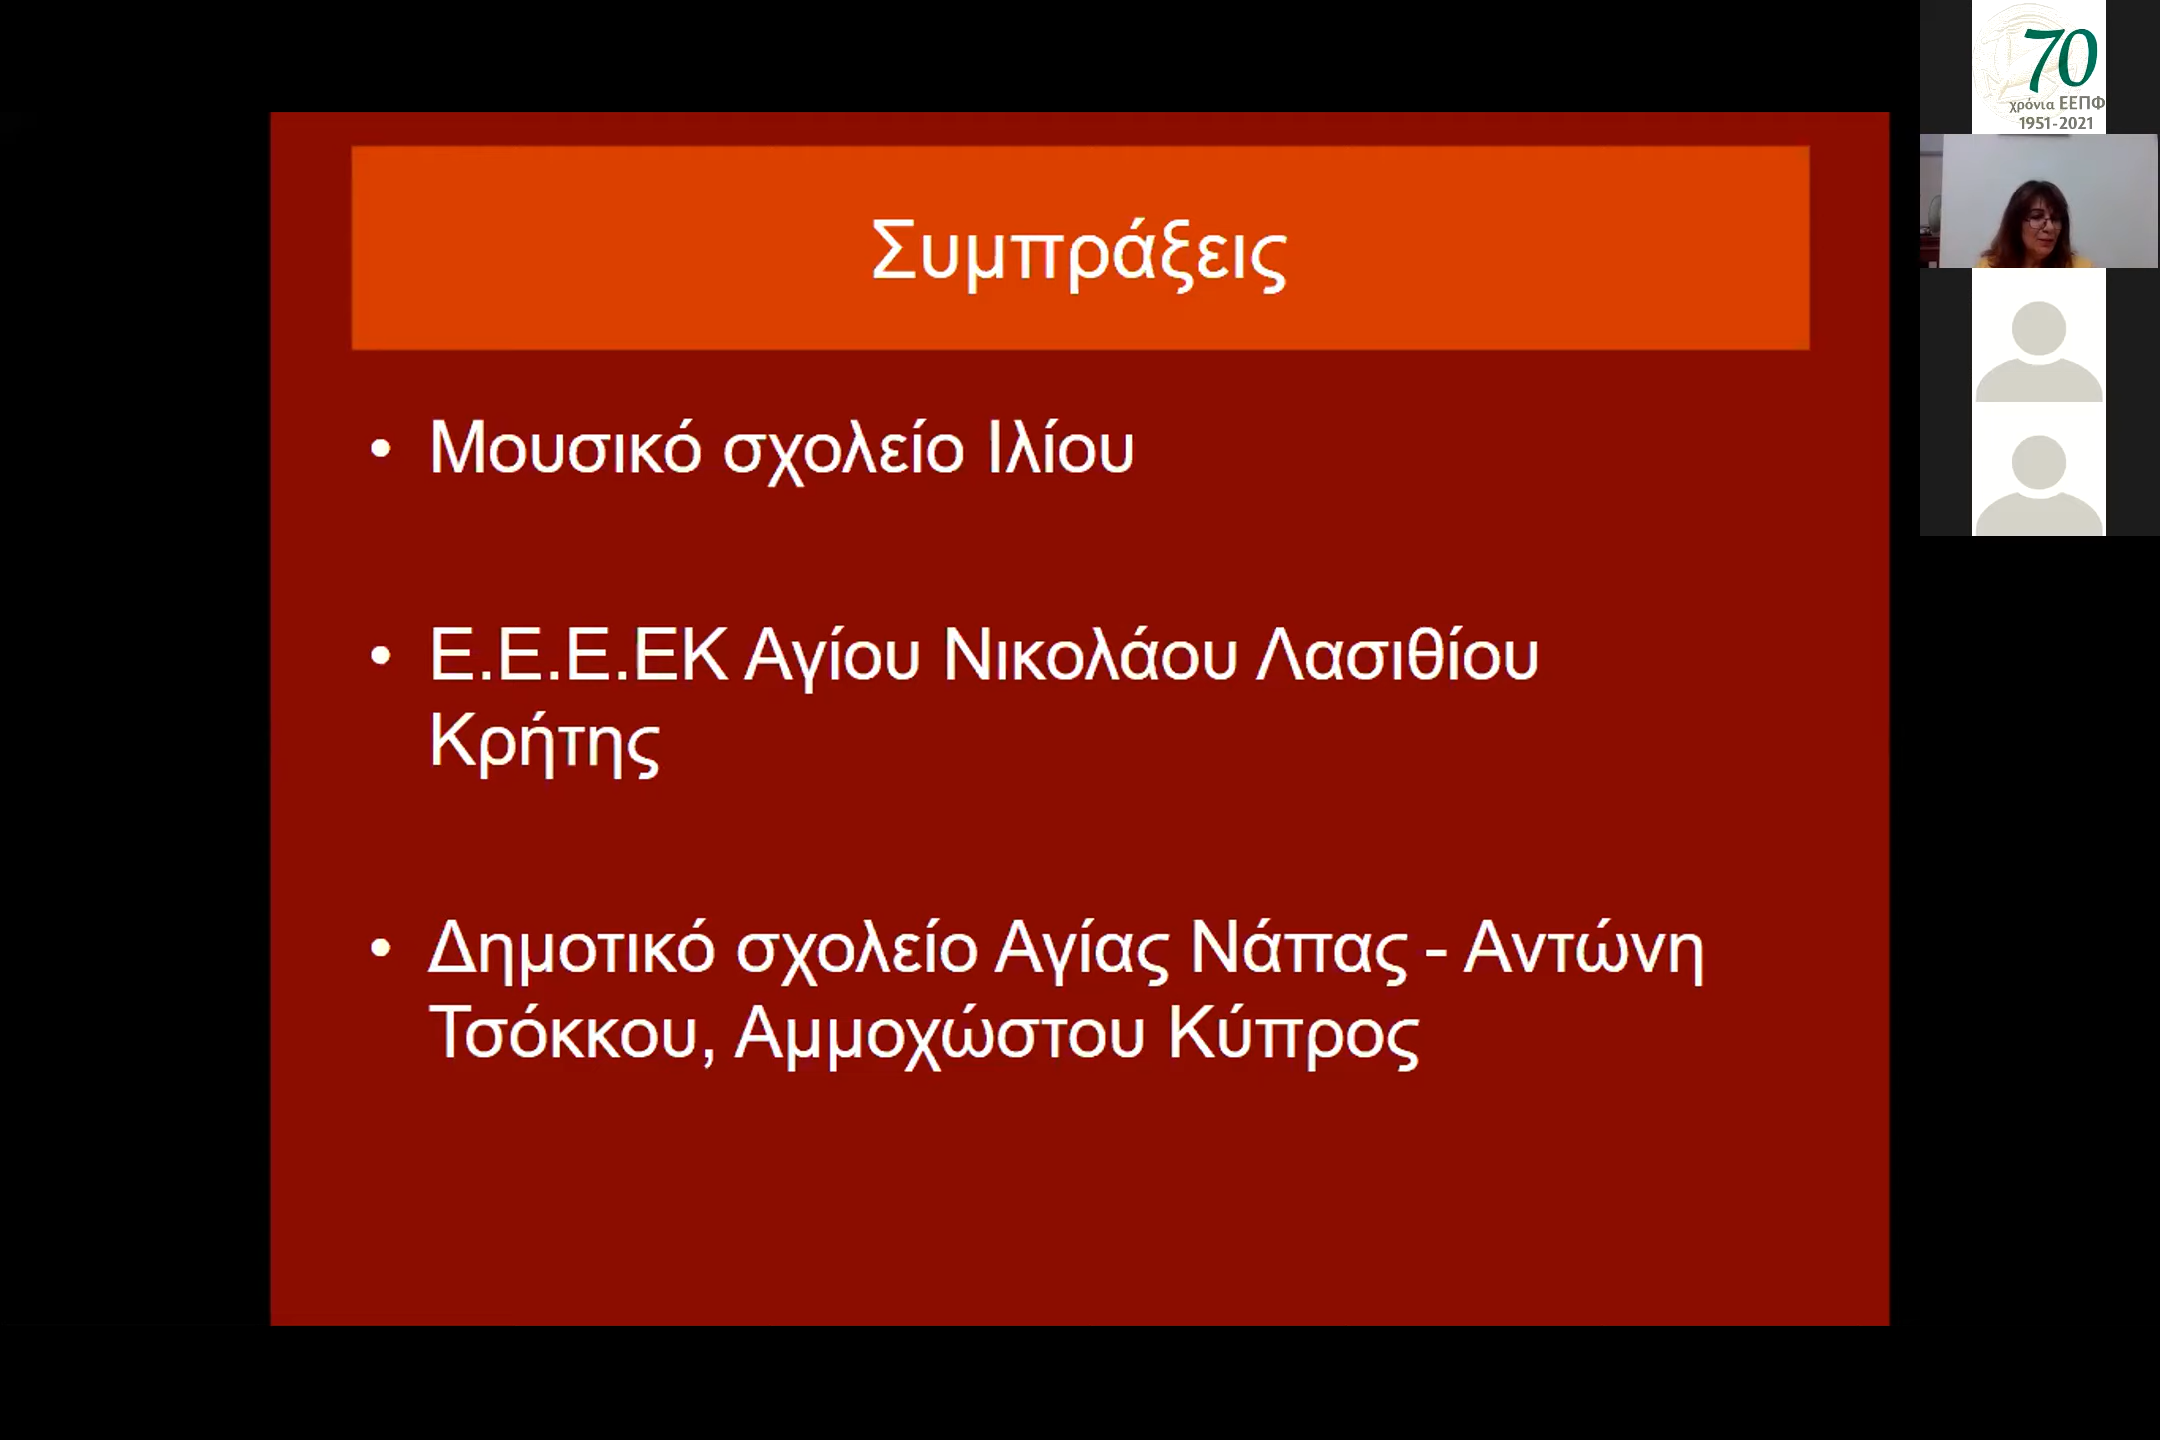 Συμπράξεις
• Μουσικό σχολείο Ιλίου
• Ε.Ε.Ε.ΕΚ Αγίου Νικολάου Λασιθίου
Κρήτης
• Δημοτικό σχολείο Αγίας Νάπας - Αντώνη
Τσόκκου, Αμμοχώστου Κύπρος
70
χρόνια ΕΕΠΦ
1951-2021